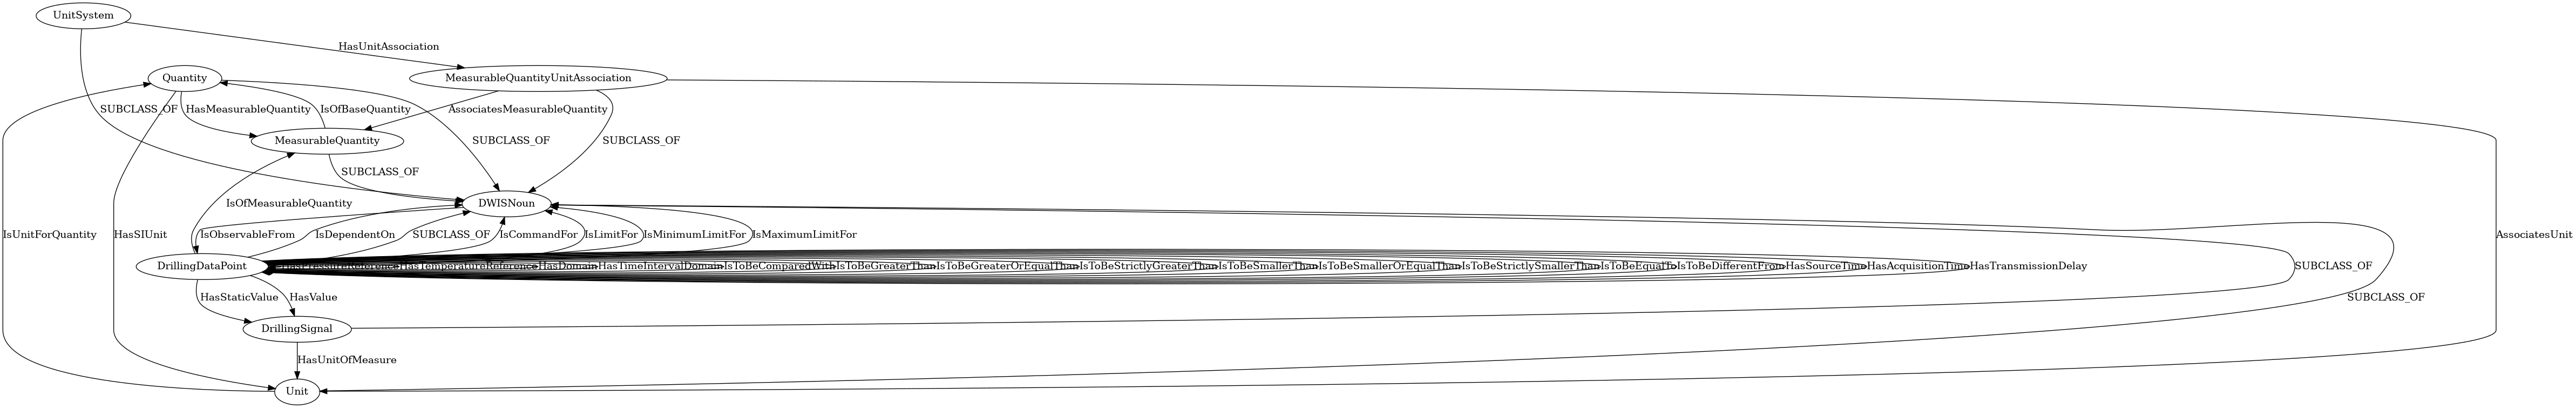 UnitSystem
HasUnitAssociation
Quantity
MeasurableQuantityUnitAssociation
SUBCLASS_OF
HasMeasurableQuantity
IsOfBaseQuantity
AssociatesMeasurableQuantity
MeasurableQuantity
SUBCLASS_OF
SUBCLASS_OF
SUBCLASS_OF
IsOfMeasurableQuantity
DWISNoun
IsUnitForQuantity
HasSIUnit
IsObservableFrom
IsDependentOn
SUBCLASS_OF
IsCommandFor
IsLimitFor
IsMinimumLimitFor
IsMaximumLimitFor
AssociatesUnit
DrillingDataPoint
HasPressureReference
HasTemperatureReference
HasDomain
HasTimeIntervalDomain
IsToBeComparedWith
IsToBeGreaterThan
IsToBeGreaterOrEqualThan
IsToBeStrictlyGreaterThan
IsToBeSmallerThan
IsToBeSmallerOrEqualThan
IsToBeStrictlySmallerThan
IsToBeEqualTo
IsToBeDifferentFrom
HasSourceTime
HasAcquisitionTime
HasTransmissionDelay
SUBCLASS_OF
HasStaticValue
HasValue
SUBCLASS_OF
DrillingSignal
HasUnitOfMeasure
Unit